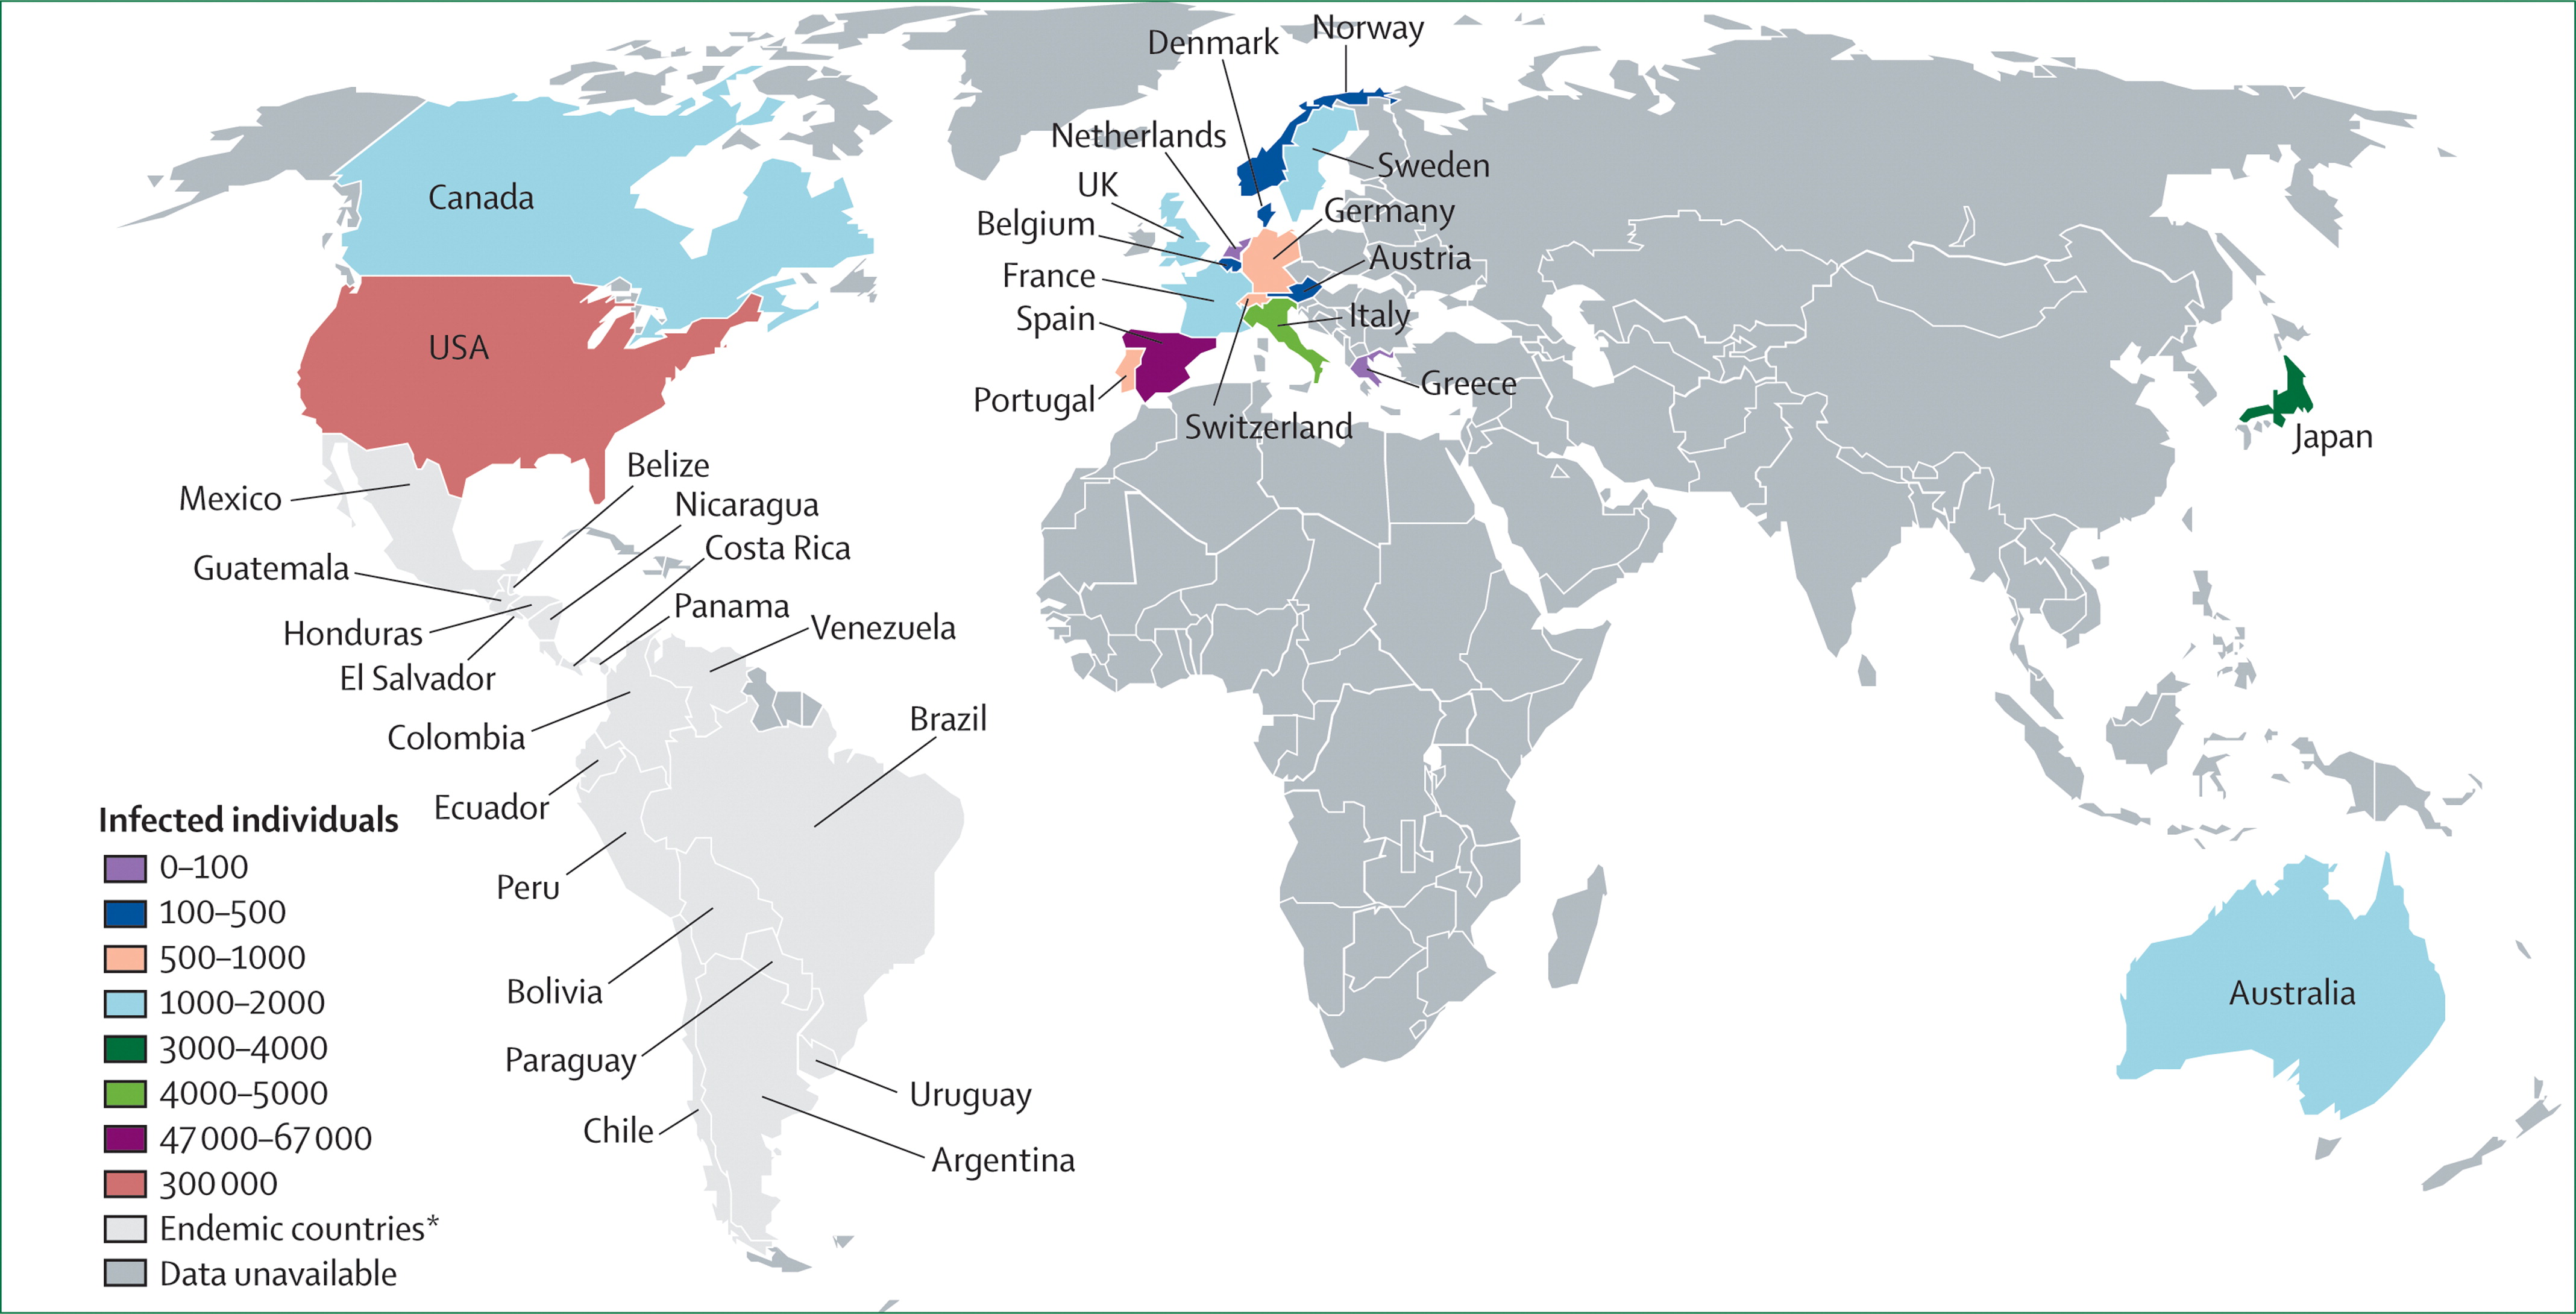 Norway
Denmark
Netherlands
Sweden
UK
Germany
Belgium
Austria
France
Italy
Spain
Greece
Portugal
Switzerland
Japan
Canada
USA
Belize
Mexico
Nicaragua
Costa Rica
Guatemala
Panama
Venezuela
Honduras
El Salvador
Brazil
Colombia
Ecuador
Peru
Bolivia
Australia
Paraguay
Uruguay
Chile
Argentina
Infected individuals
0–100
100–500
500–1000
1000–2000
3000–4000
4000–5000
47 000–67 000
300 000
Endemic countries*
Data unavailable